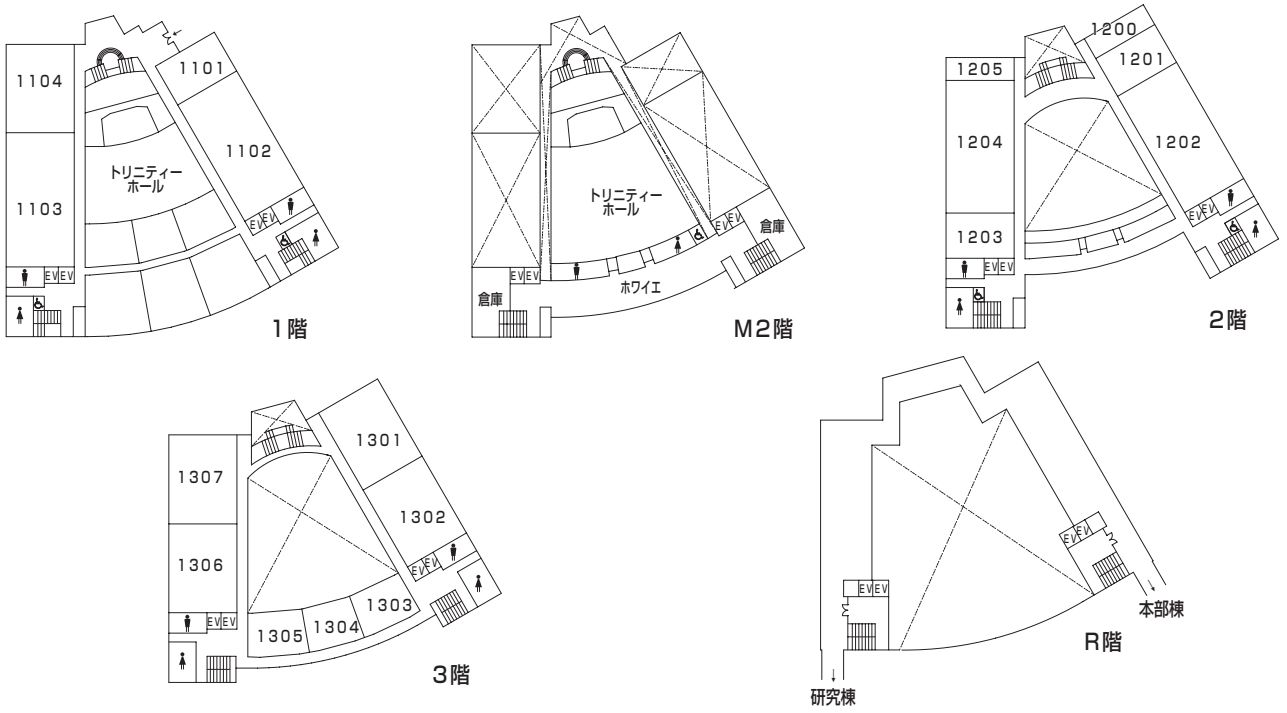 1104
1101
1102
トリニティー
ホール
1103
EV EV
EV EV
1階
トリニティー
ホール
倉庫
EV EV
EV EV
倉庫
ホワイエ
M2階
1200
1205
1201
1204
1202
1203
EV EV
EV EV
2階
1301
1307
1302
1306
EV EV
1303
1304
1305
EV EV
3階
EV EV
EV EV
本部棟
R階
研究棟